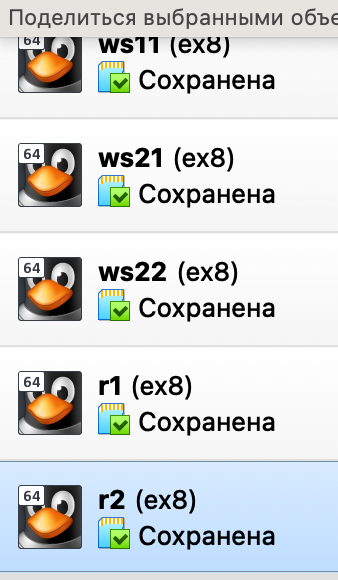 Поделиться выбранными объе
64 ws11 (ex8)
Сохранена
64 ws21 (ex8)
Сохранена
64 ws22 (ex8)
Сохранена
64 r1 (ex8)
Сохранена
64 r2 (ex8)
Сохранена